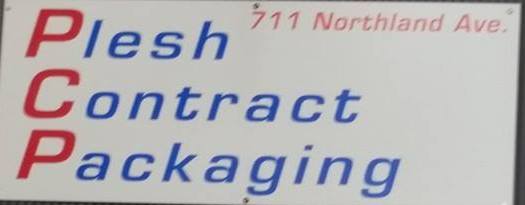 Plesh 711 Northland Ave.
Contract
Packaging